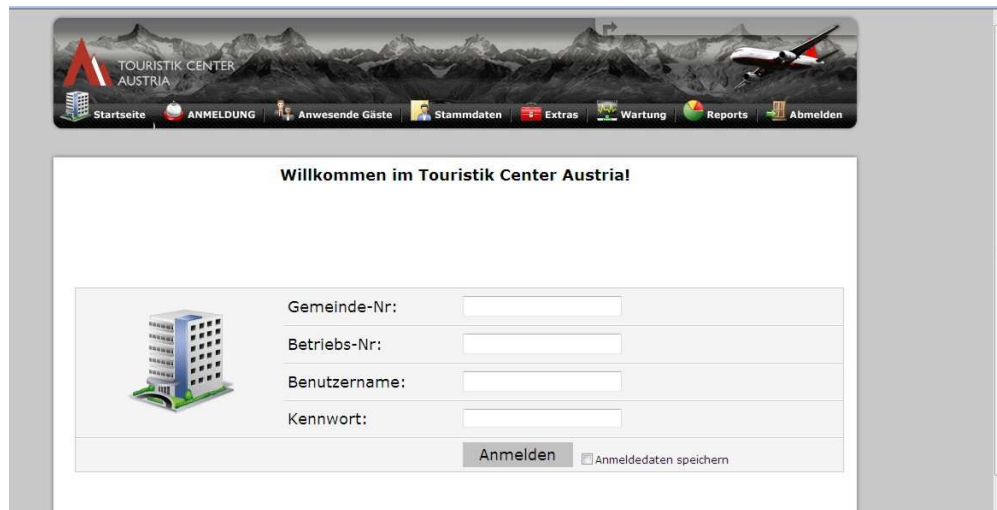 TOURISTIK CENTER
AUSTRIA
Startseite ANMELDUNG Anwesende Gäste Stammdaten Extras Wartung Reports Abmelden
Willkommen im Touristik Center Austria!
Gemeinde-Nr:
Betriebs-Nr:
Benutzername:
Kennwort:
Anmelden Anmeldedaten speichern